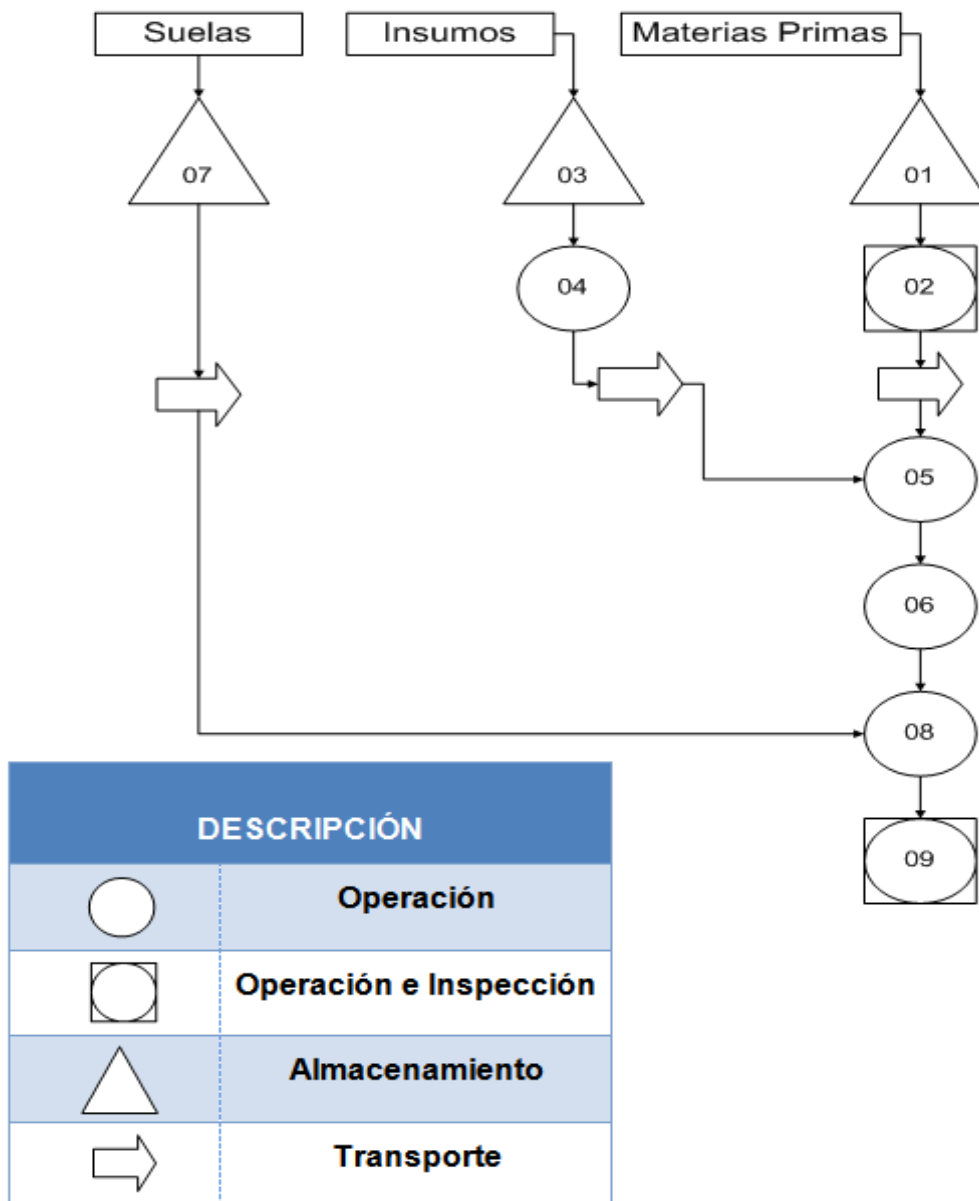 Suelas
Insumos
Materias Primas
07
03
01
04
02
05
06
08
09
DESCRIPCIÓN
Operación
Operación e Inspección
Almacenamiento
Transporte